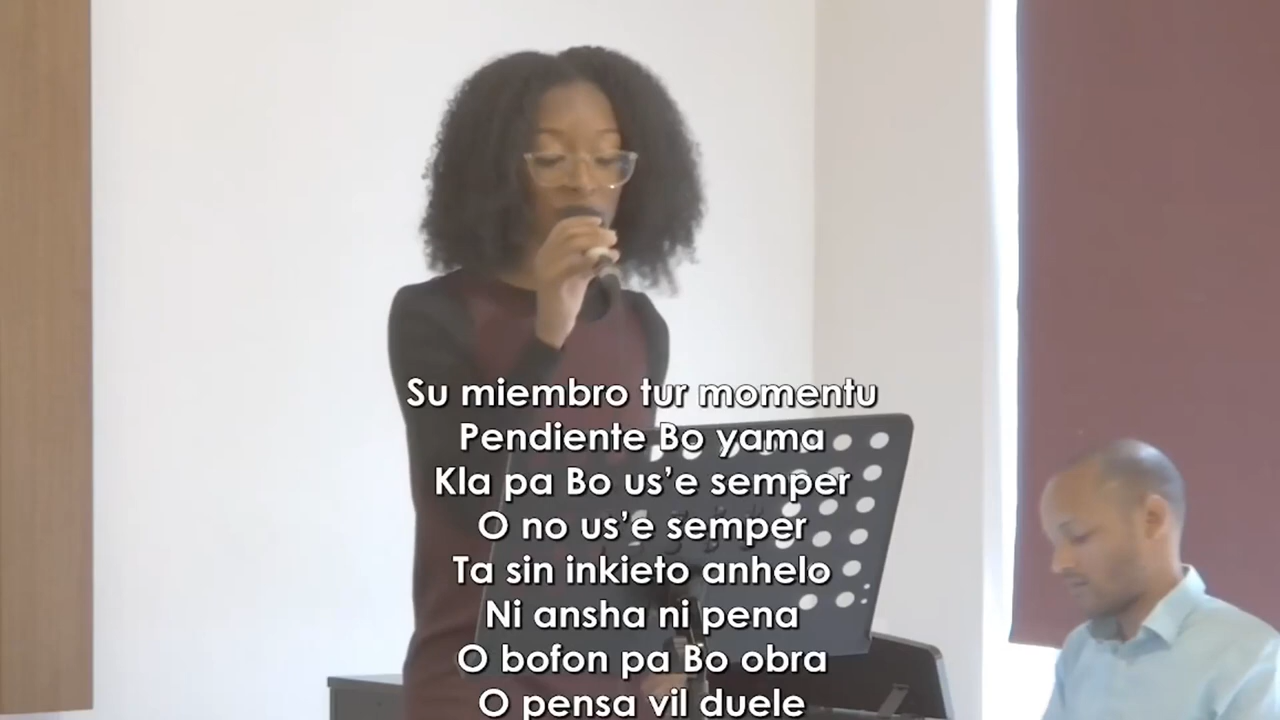 Su miembro tur momentu
Pendiente Bo yama
Kla pa Bo us'e semper
O no us'e semper
Ta sin inkieto anhelo
Ni ansha ni pena
O bofon pa Bo obra
O pensa vil duele